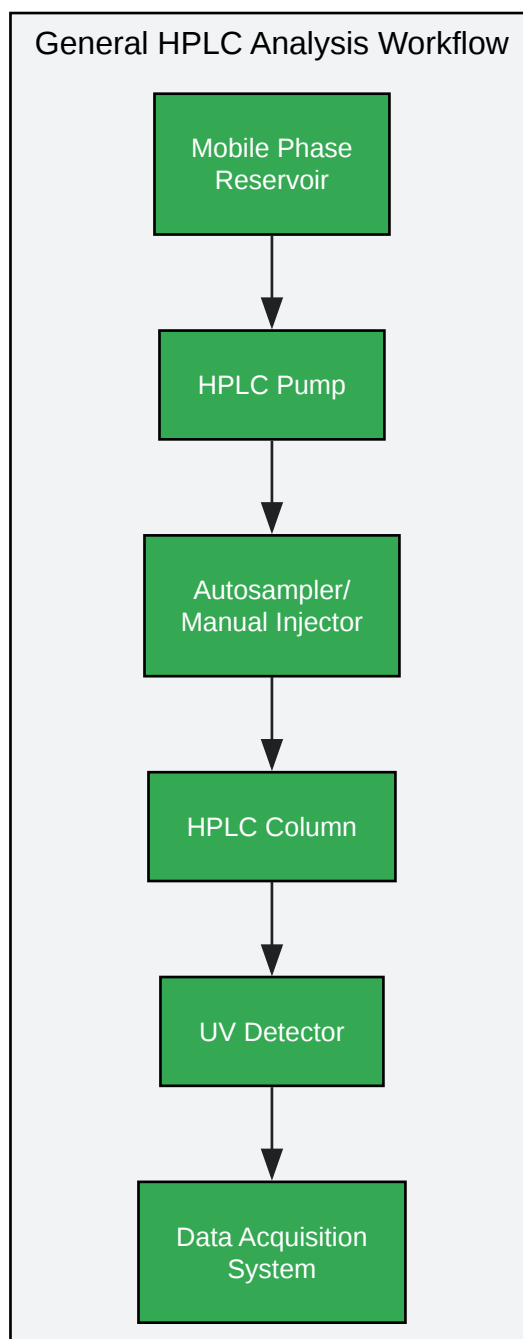 General HPLC Analysis Workflow
Mobile Phase
Reservoir
HPLC Pump
Autosampler/
Manual Injector
HPLC Column
UV Detector
Data Acquisition
System